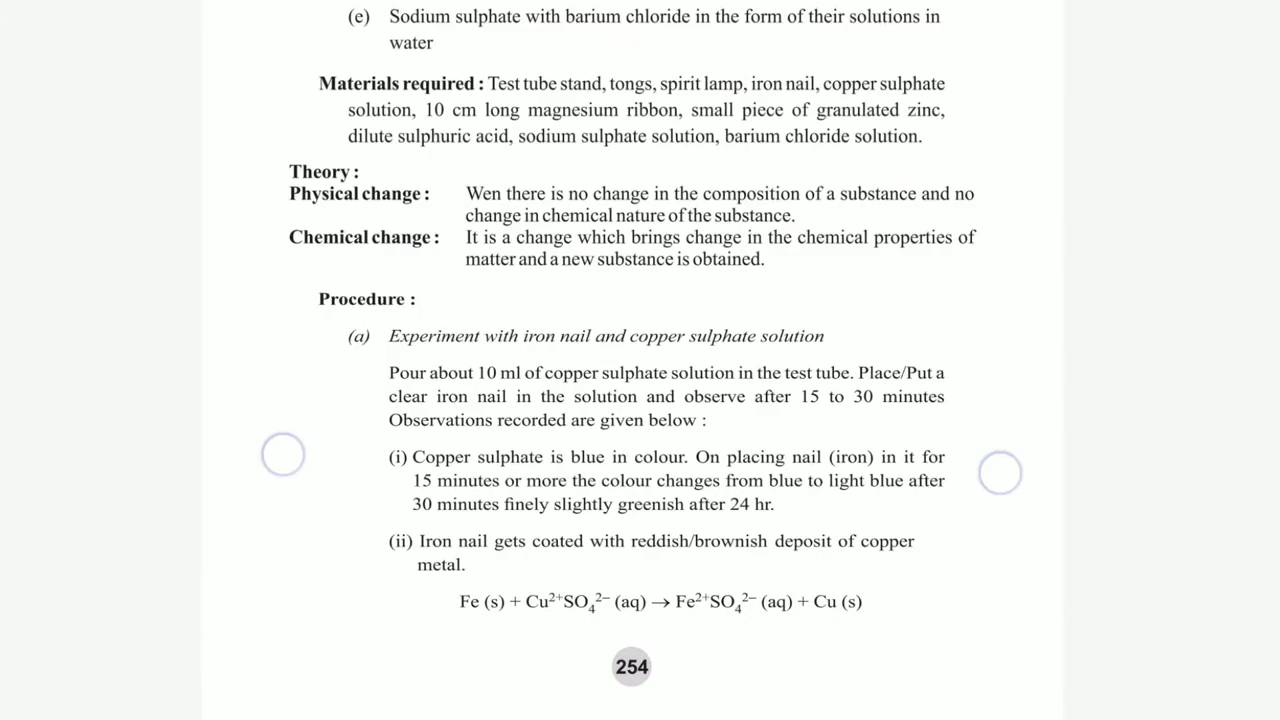 (e) Sodium sulphate with barium chloride in the form of their solutions in
water
Materials required : Test tube stand, tongs, spirit lamp, iron nail, copper sulphate
solution, 10 cm long magnesium ribbon, small piece of granulated zinc,
dilute sulphuric acid, sodium sulphate solution, barium chloride solution.
Theory :
Physical change : Wen there is no change in the composition of a substance and no
change in chemical nature of the substance.
Chemical change : It is a change which brings change in the chemical properties of
matter and a new substance is obtained.
Procedure :
(a) Experiment with iron nail and copper sulphate solution
Pour about 10 ml of copper sulphate solution in the test tube. Place/Put a
clear iron nail in the solution and observe after 15 to 30 minutes
Observations recorded are given below :
(i) Copper sulphate is blue in colour. On placing nail (iron) in it for
15 minutes or more the colour changes from blue to light blue after
30 minutes finely slightly greenish after 24 hr.
(ii) Iron nail gets coated with reddish/brownish deposit of copper
metal.
Fe (s) + Cu²⁺SO₄²⁻ (aq) → Fe²⁺SO₄²⁻ (aq) + Cu (s)
254